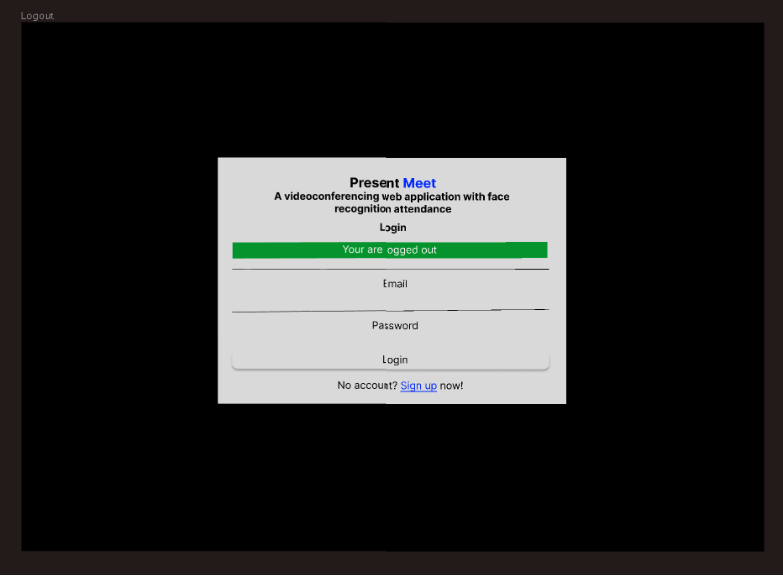 Logout
Present Meet
A videoconferencing web application with face
recognition attendance
Login
Your are logged out
Email
Password
Login
No account? Sign up now!